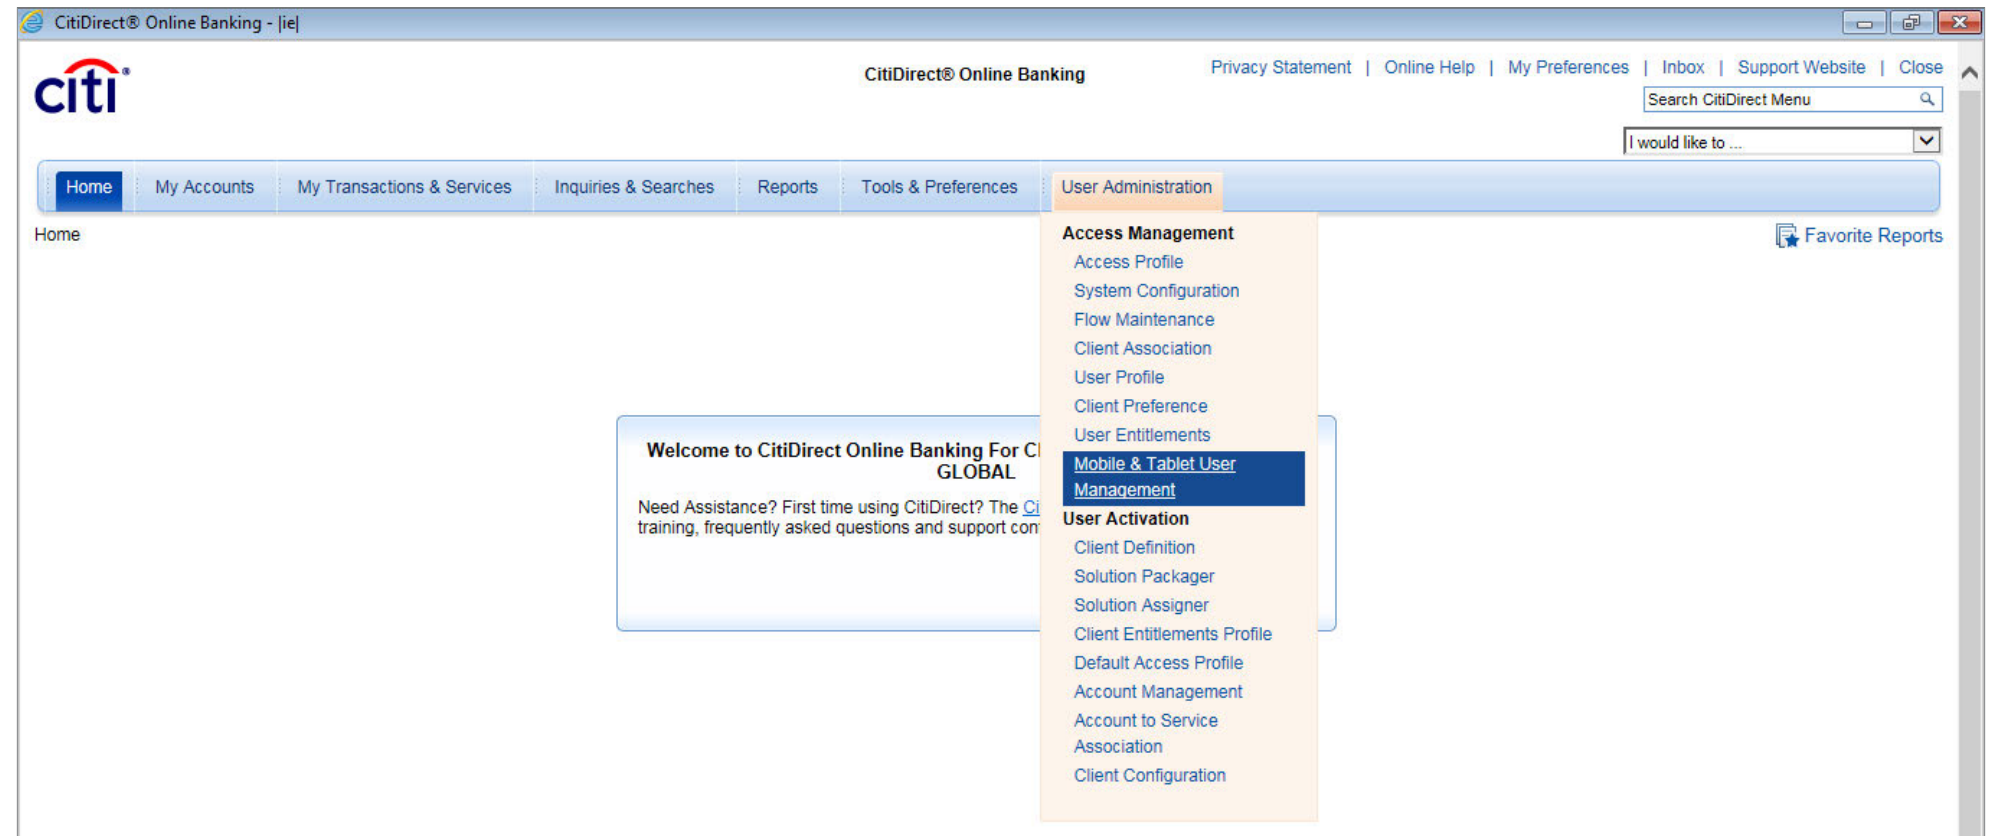 CitiDirect® Online Banking - |ie|
citi®
CitiDirect® Online Banking
Privacy Statement | Online Help | My Preferences | Inbox | Support Website | Close
Search CitiDirect Menu
I would like to ...
Home My Accounts My Transactions & Services Inquiries & Searches Reports Tools & Preferences User Administration
Home
Favorite Reports
Access Management
Access Profile
System Configuration
Flow Maintenance
Client Association
User Profile
Client Preference
User Entitlements
Mobile & Tablet User
Management
User Activation
Client Definition
Solution Packager
Solution Assigner
Client Entitlements Profile
Default Access Profile
Account Management
Account to Service
Association
Client Configuration
Welcome to CitiDirect Online Banking For
GLOBAL
Need Assistance? First time using CitiDirect? The
training, frequently asked questions and support